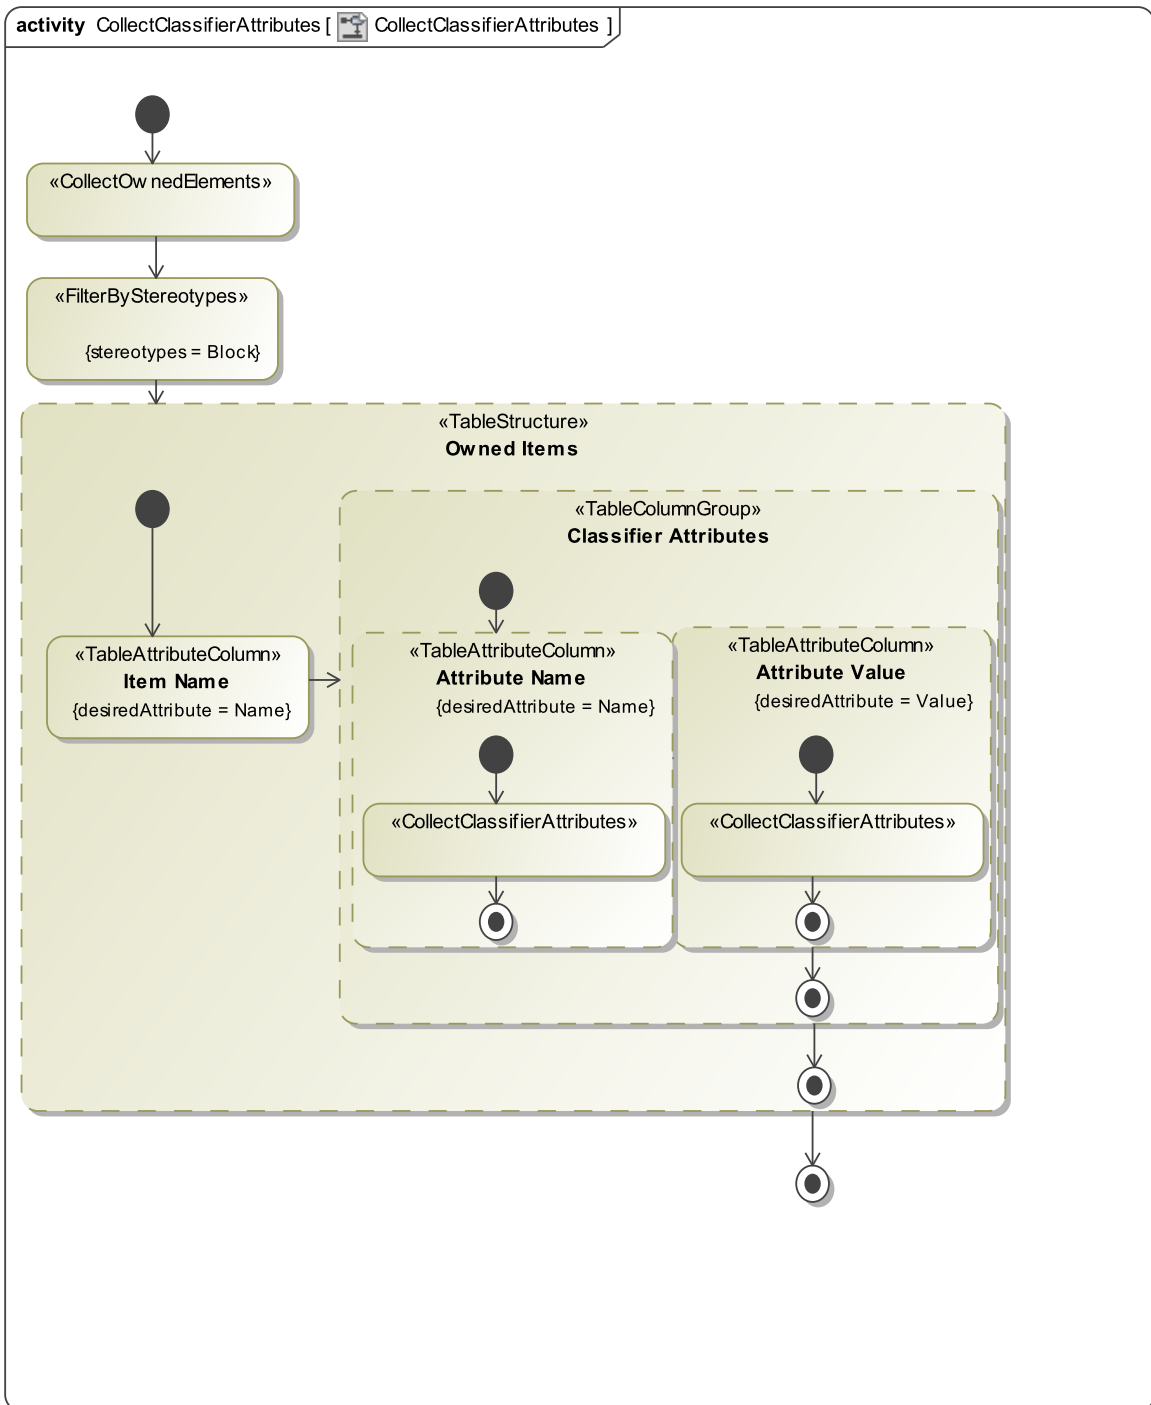 activity CollectClassifierAttributes [ CollectClassifierAttributes ]
«CollectOwnedElements»
«FilterByStereotypes»
{stereotypes = Block}
«TableStructure»
Owned Items
«TableColumnGroup»
Classifier Attributes
«TableAttributeColumn»
Item Name
{desiredAttribute = Name}
«TableAttributeColumn»
Attribute Name
{desiredAttribute = Name}
«CollectClassifierAttributes»
«TableAttributeColumn»
Attribute Value
{desiredAttribute = Value}
«CollectClassifierAttributes»